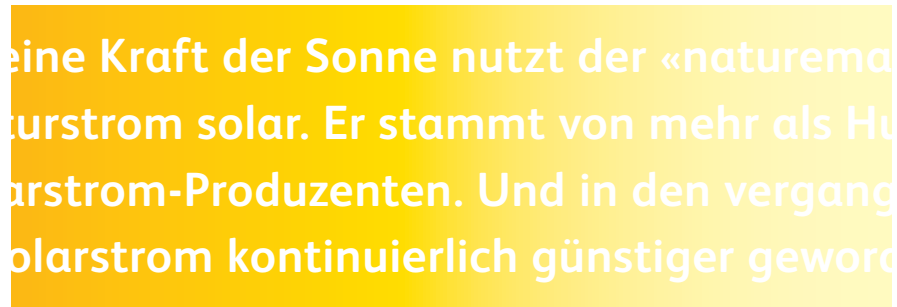 eine Kraft der Sonne nutzt der «naturema
turstrom solar. Er stammt von mehr als Hu
arstrom-Produzenten. Und in den vergang
olarstrom kontinuierlich günstiger geword